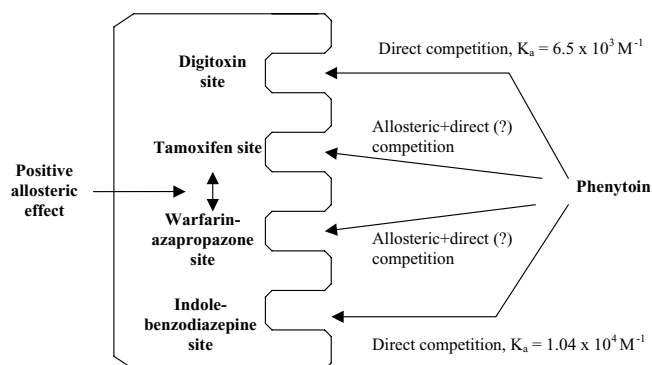 Digitoxin
site
Direct competition, Kₐ = 6.5 x 10³ M⁻¹
Tamoxifen site
Allosteric+direct (?)
competition
Positive
allosteric
effect
Phenytoin
Warfarin-
azapropazone
site
Allosteric+direct (?)
competition
Indole-
benzodiazepine
site
Direct competition, Kₐ = 1.04 x 10⁴ M⁻¹